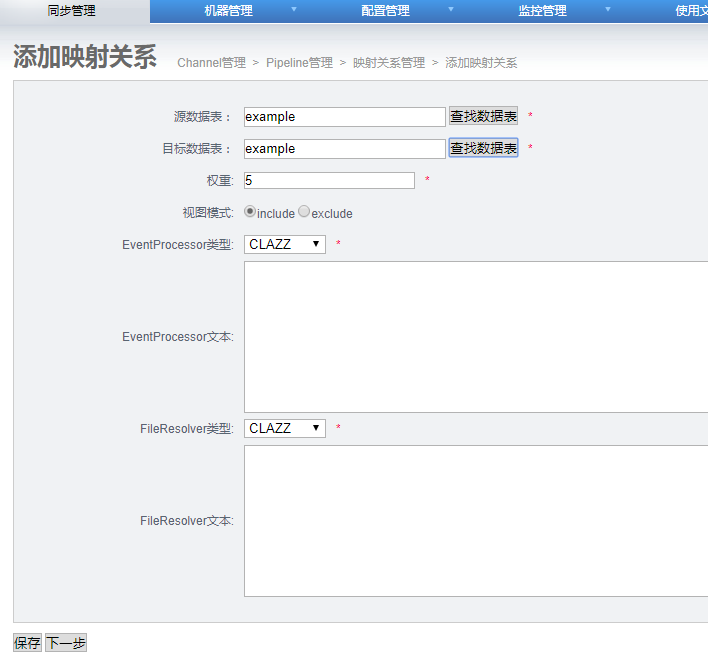 同步管理 机器管理 配置管理 监控管理 使用文
添加映射关系 Channel管理 > Pipeline管理 > 映射关系管理 > 添加映射关系
源数据表： example 查找数据表 *
目标数据表： example 查找数据表 *
权重: 5 *
视图模式: include exclude
EventProcessor类型: CLAZZ *
EventProcessor文本:
FileResolver类型: CLAZZ *
FileResolver文本:
保存 下一步